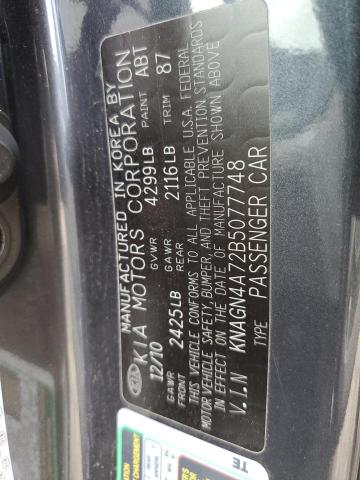 MANUFACTURED IN KOREA BY
KIA MOTORS CORPORATION
12/10 GVWR 4299LB PAINT ABT
GAWR FRONT 2425LB GAWR REAR 2116LB TRIM 87
THIS VEHICLE CONFORMS TO ALL APPLICABLE U.S.A. FEDERAL
MOTOR VEHICLE SAFETY, BUMPER, AND THEFT PREVENTION STANDARDS
IN EFFECT ON THE DATE OF MANUFACTURE SHOWN ABOVE.
V.I.N KNAGN4A72B5077748
TYPE PASSENGER CAR
KIA